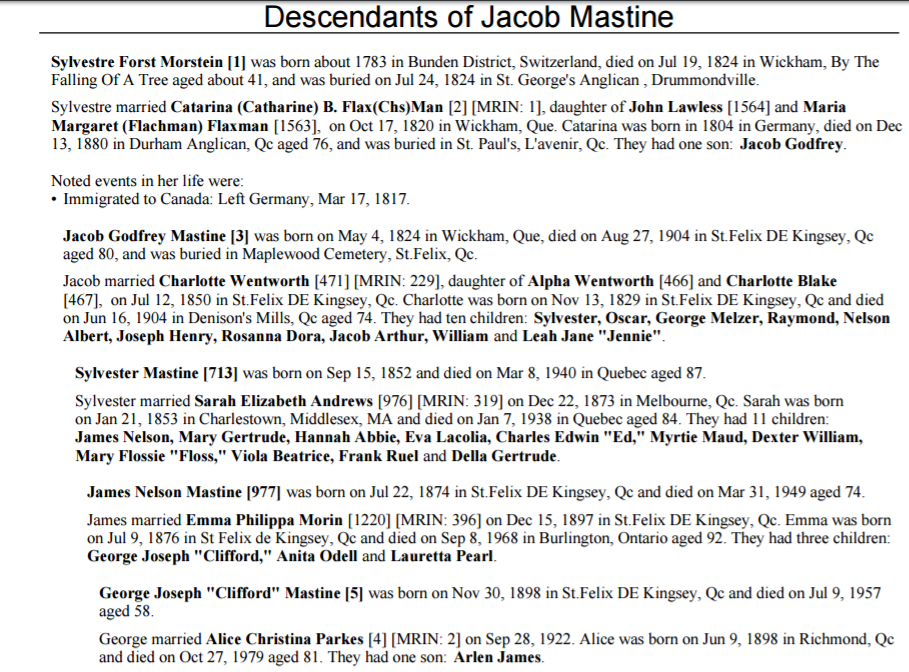 Descendants of Jacob Mastine
Sylvestre Forst Morstein [1] was born about 1783 in Bunden District, Switzerland, died on Jul 19, 1824 in Wickham, By The
Falling Of A Tree aged about 41, and was buried on Jul 24, 1824 in St. George's Anglican , Drummondville.
Sylvestre married Catarina (Catharine) B. Flax(Chs)Man [2] [MRIN: 1], daughter of John Lawless [1564] and Maria
Margaret (Flachman) Flaxman [1563], on Oct 17, 1820 in Wickham, Que. Catarina was born in 1804 in Germany, died on Dec
13, 1880 in Durham Anglican, Qc aged 76, and was buried in St. Paul's, L'avenir, Qc. They had one son: Jacob Godfrey.
Noted events in her life were:
• Immigrated to Canada: Left Germany, Mar 17, 1817.
Jacob Godfrey Mastine [3] was born on May 4, 1824 in Wickham, Que, died on Aug 27, 1904 in St.Felix DE Kingsey, Qc
aged 80, and was buried in Maplewood Cemetery, St.Felix, Qc.
Jacob married Charlotte Wentworth [471] [MRIN: 229], daughter of Alpha Wentworth [466] and Charlotte Blake
[467], on Jul 12, 1850 in St.Felix DE Kingsey, Qc. Charlotte was born on Nov 13, 1829 in St.Felix DE Kingsey, Qc and died
on Jun 16, 1904 in Denison's Mills, Qc aged 74. They had ten children: Sylvester, Oscar, George Melzer, Raymond, Nelson
Albert, Joseph Henry, Rosanna Dora, Jacob Arthur, William and Leah Jane "Jennie".
Sylvester Mastine [713] was born on Sep 15, 1852 and died on Mar 8, 1940 in Quebec aged 87.
Sylvester married Sarah Elizabeth Andrews [976] [MRIN: 319] on Dec 22, 1873 in Melbourne, Qc. Sarah was born
on Jan 21, 1853 in Charlestown, Middlesex, MA and died on Jan 7, 1938 in Quebec aged 84. They had 11 children:
James Nelson, Mary Gertrude, Hannah Abbie, Eva Lacolia, Charles Edwin "Ed," Myrtie Maud, Dexter William,
Mary Flossie "Floss," Viola Beatrice, Frank Ruel and Della Gertrude.
James Nelson Mastine [977] was born on Jul 22, 1874 in St.Felix DE Kingsey, Qc and died on Mar 31, 1949 aged 74.
James married Emma Philippa Morin [1220] [MRIN: 396] on Dec 15, 1897 in St.Felix DE Kingsey, Qc. Emma was born
on Jul 9, 1876 in St Felix de Kingsey, Qc and died on Sep 8, 1968 in Burlington, Ontario aged 92. They had three children:
George Joseph "Clifford," Anita Odell and Lauretta Pearl.
George Joseph "Clifford" Mastine [5] was born on Nov 30, 1898 in St.Felix DE Kingsey, Qc and died on Jul 9, 1957
aged 58.
George married Alice Christina Parkes [4] [MRIN: 2] on Sep 28, 1922. Alice was born on Jun 9, 1898 in Richmond, Qc
and died on Oct 27, 1979 aged 81. They had one son: Arlen James.